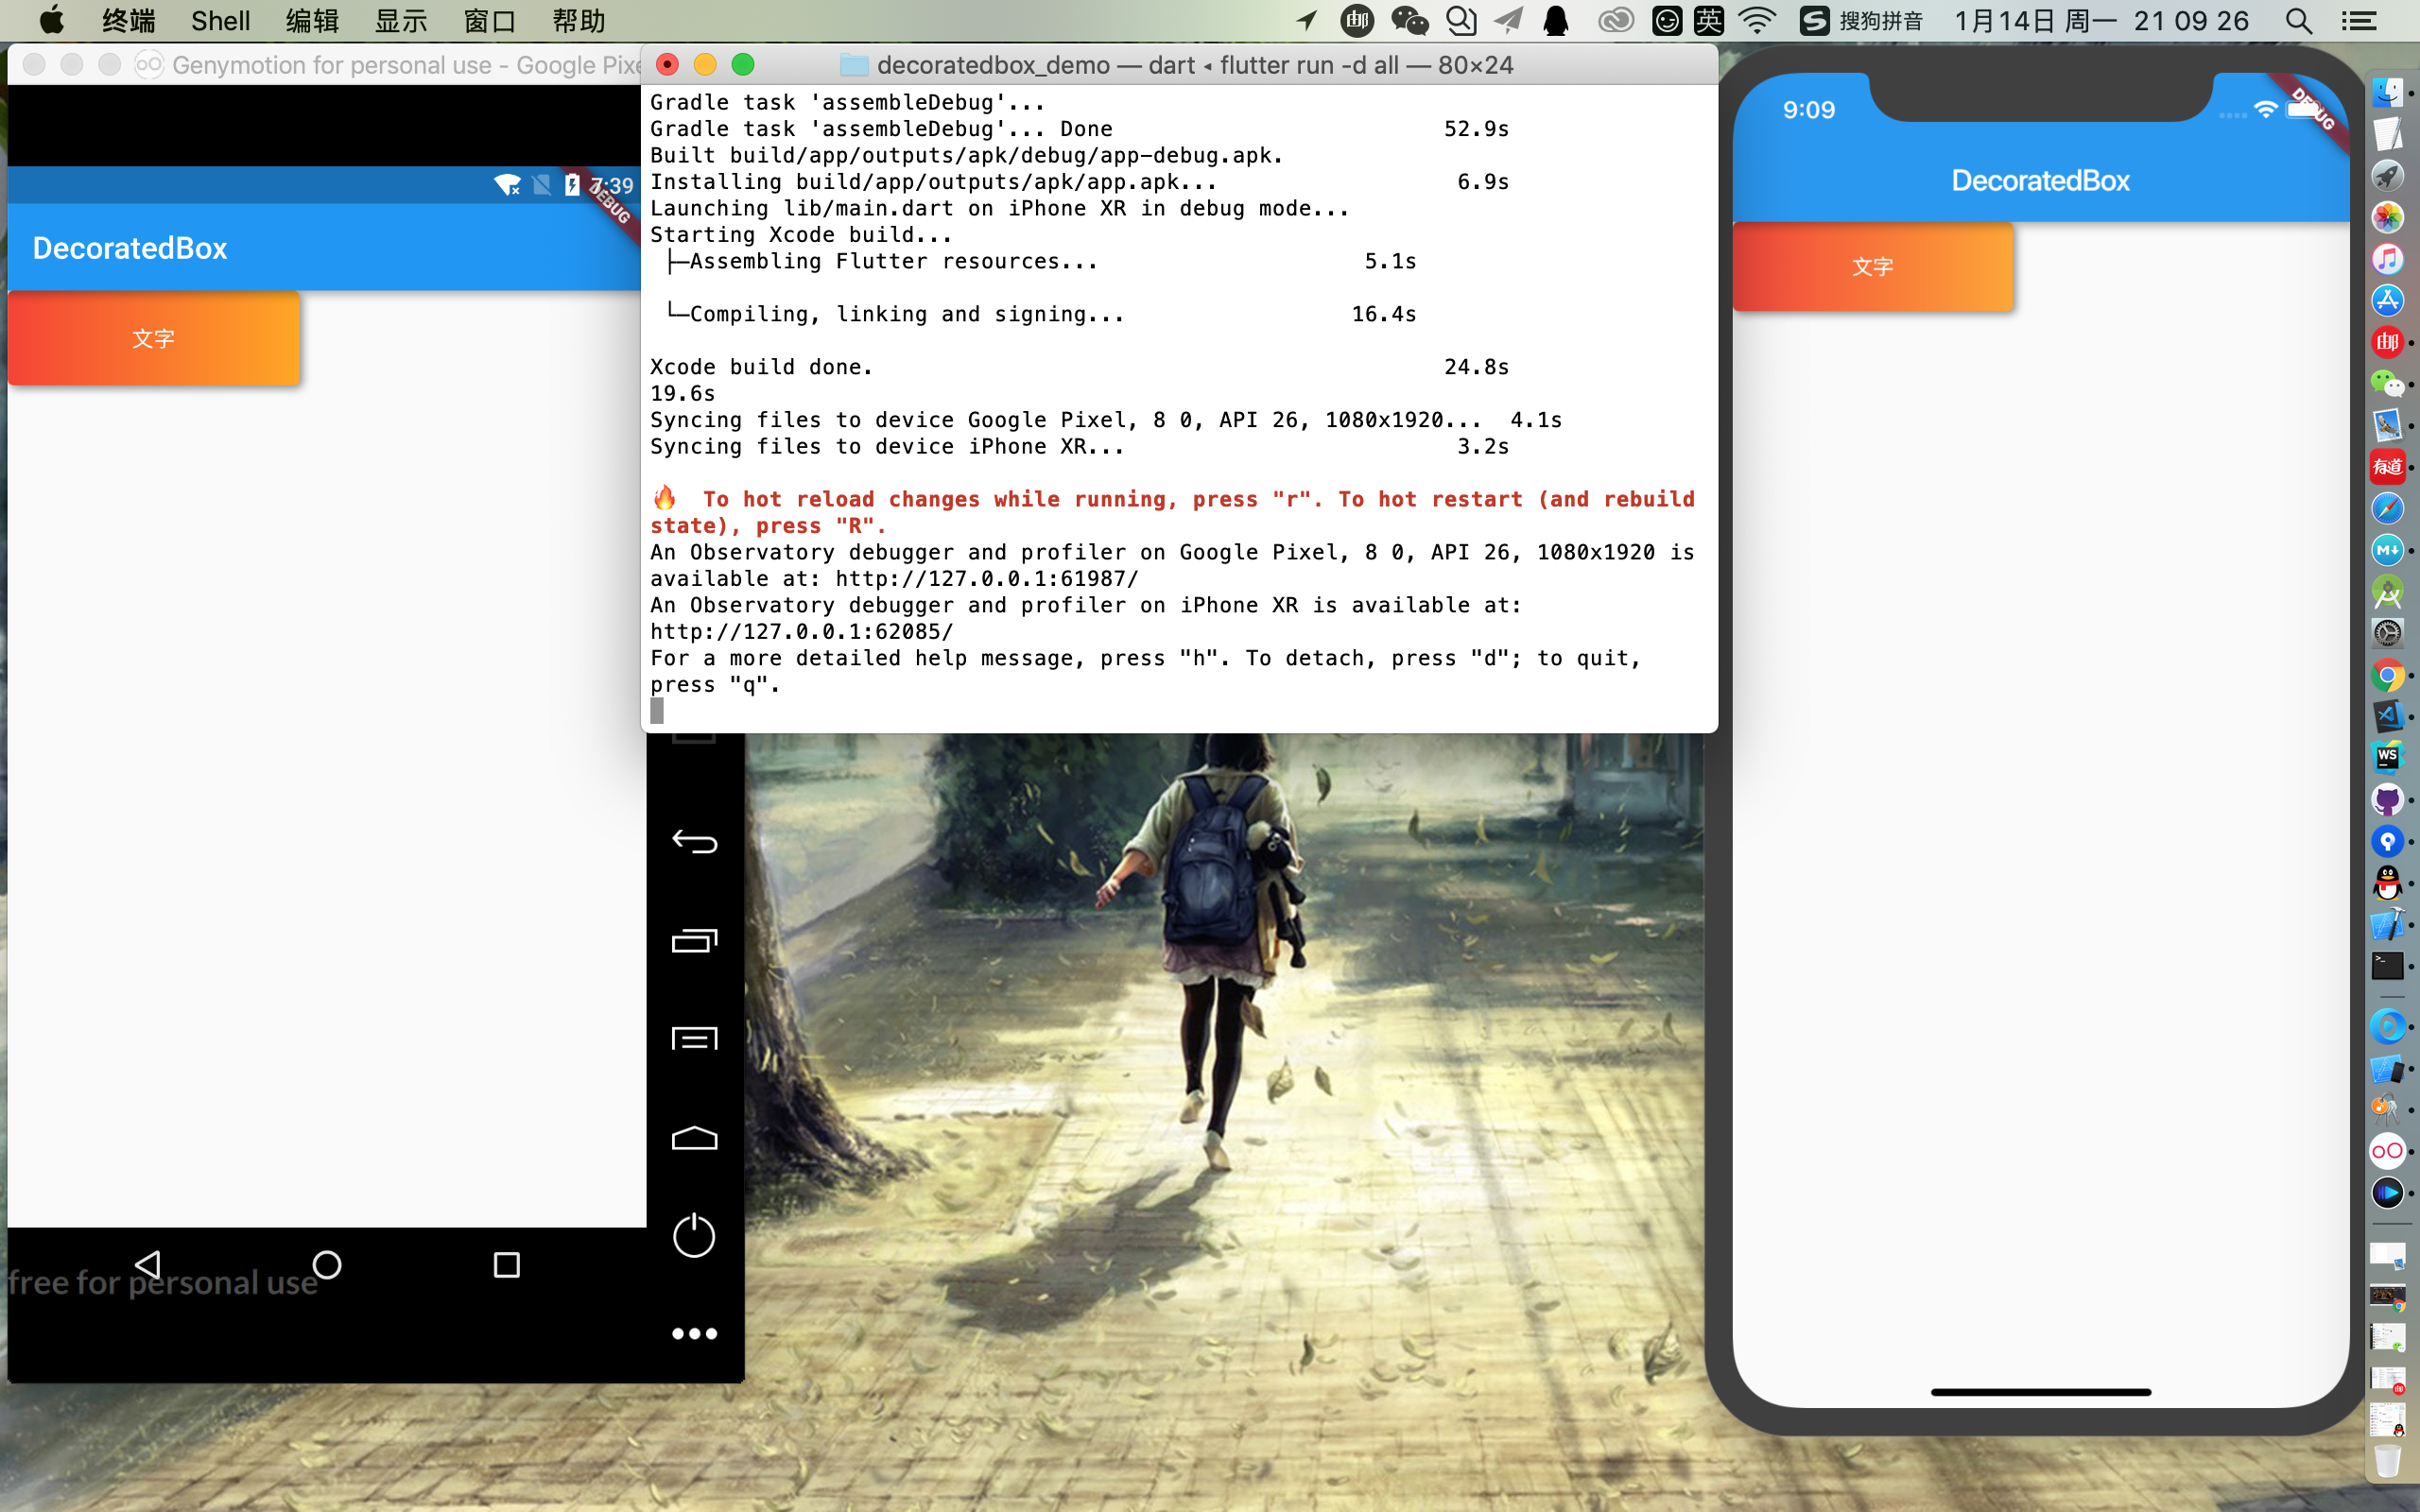 终端 Shell 编辑 显示 窗口 帮助
邮 英 搜狗拼音 1月14日 周一 21 09 26
Genymotion for personal use - Google Pixe
7:39
DEBUG
DecoratedBox
文字
free for personal use
decoratedbox_demo — dart ◂ flutter run -d all — 80×24
Gradle task 'assembleDebug'...
Gradle task 'assembleDebug'... Done 52.9s
Built build/app/outputs/apk/debug/app-debug.apk.
Installing build/app/outputs/apk/app.apk... 6.9s
Launching lib/main.dart on iPhone XR in debug mode...
Starting Xcode build...
├─Assembling Flutter resources... 5.1s
└─Compiling, linking and signing... 16.4s
Xcode build done. 24.8s
19.6s
Syncing files to device Google Pixel, 8 0, API 26, 1080x1920... 4.1s
Syncing files to device iPhone XR... 3.2s
🔥 To hot reload changes while running, press "r". To hot restart (and rebuild
state), press "R".
An Observatory debugger and profiler on Google Pixel, 8 0, API 26, 1080x1920 is
available at: http://127.0.0.1:61987/
An Observatory debugger and profiler on iPhone XR is available at:
http://127.0.0.1:62085/
For a more detailed help message, press "h". To detach, press "d"; to quit,
press "q".
9:09
DEBUG
DecoratedBox
文字
邮
有道
M
WS